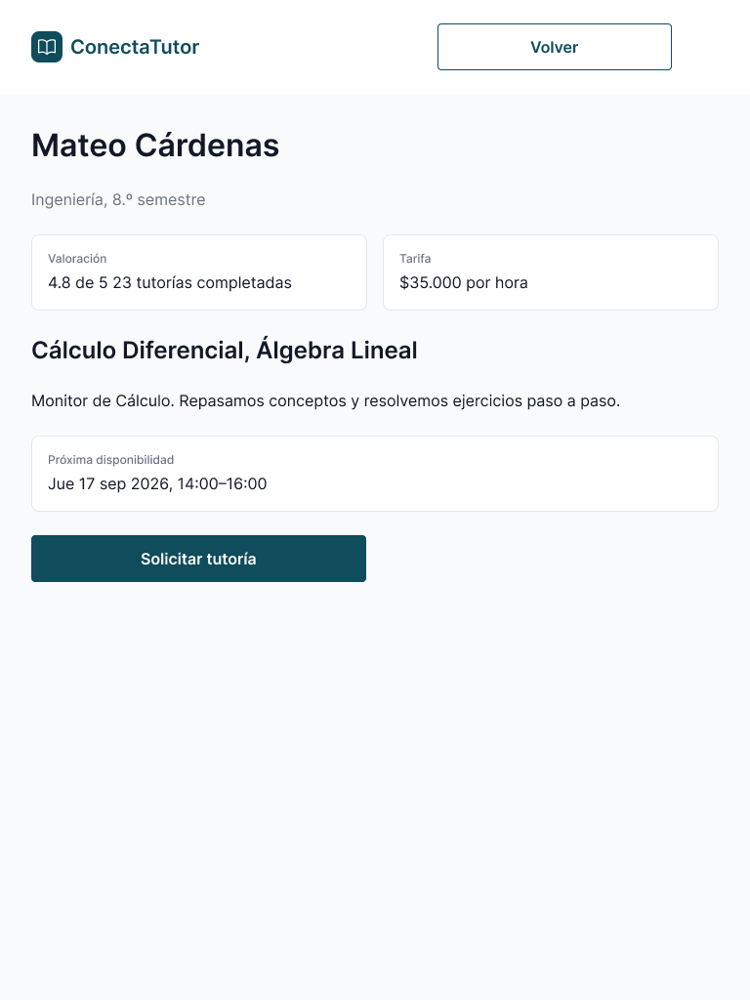 ConectaTutor
Volver
Mateo Cárdenas
Ingeniería, 8.º semestre
Valoración
4.8 de 5 23 tutorías completadas
Tarifa
$35.000 por hora
Cálculo Diferencial, Álgebra Lineal
Monitor de Cálculo. Repasamos conceptos y resolvemos ejercicios paso a paso.
Próxima disponibilidad
Jue 17 sep 2026, 14:00–16:00
Solicitar tutoría